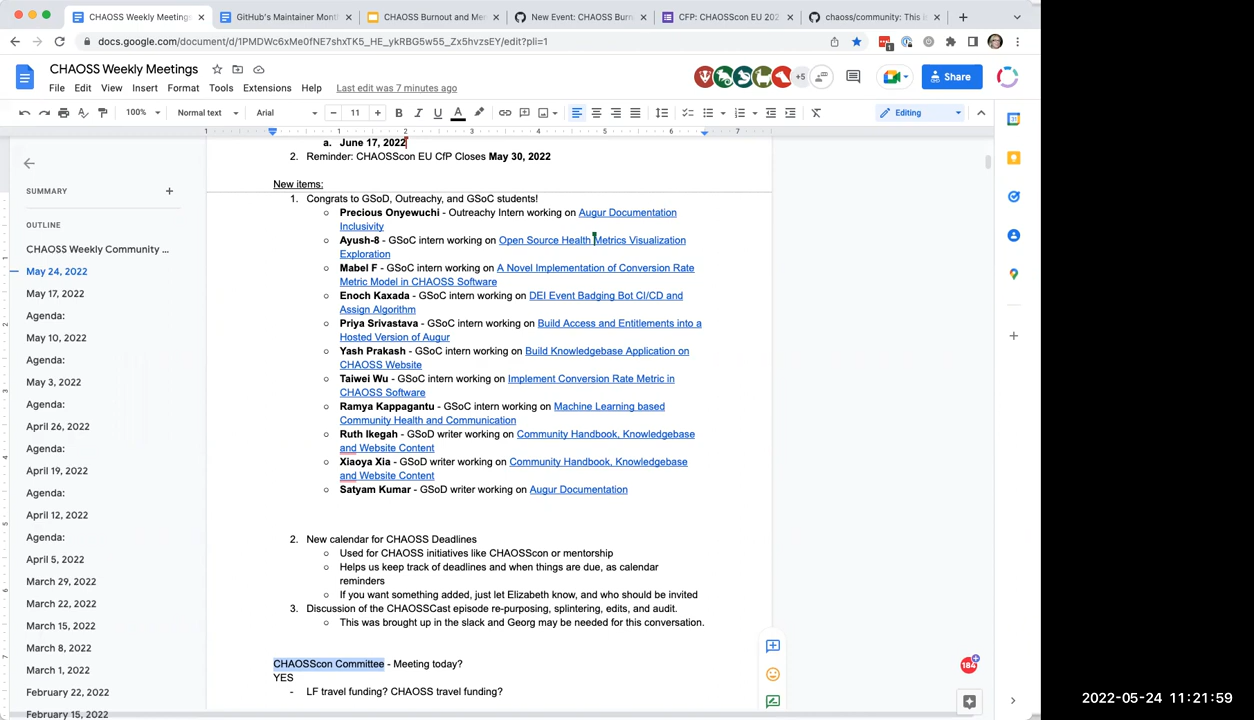 CHAOSS Weekly Meetings
GitHub's Maintainer Mont
CHAOSS Burnout and Me
New Event: CHAOSS Burn
CFP: CHAOSScon EU 202
chaoss/community: This i
docs.google.com/document/d/1PMDWc6xMe0fNE7shxTK5_HE_ykRBG5w55_Zx5hvzsEY/edit?pli=1
1
CHAOSS Weekly Meetings
+5
Share
File Edit View Insert Format Tools Extensions Help Last edit was 7 minutes ago
100% Normal text Arial 11 B I U A Editing
1 1 2 3 4 5 6 7
a. June 17, 2022
2. Reminder: CHAOSScon EU CfP Closes May 30, 2022
New items:
1. Congrats to GSoD, Outreachy, and GSoC students!
○ Precious Onyewuchi - Outreachy Intern working on Augur Documentation
Inclusivity
○ Ayush-8 - GSoC intern working on Open Source Health Metrics Visualization
Exploration
○ Mabel F - GSoC intern working on A Novel Implementation of Conversion Rate
Metric Model in CHAOSS Software
○ Enoch Kaxada - GSoC intern working on DEI Event Badging Bot CI/CD and
Assign Algorithm
○ Priya Srivastava - GSoC intern working on Build Access and Entitlements into a
Hosted Version of Augur
○ Yash Prakash - GSoC intern working on Build Knowledgebase Application on
CHAOSS Website
○ Taiwei Wu - GSoC intern working on Implement Conversion Rate Metric in
CHAOSS Software
○ Ramya Kappagantu - GSoC intern working on Machine Learning based
Community Health and Communication
○ Ruth Ikegah - GSoD writer working on Community Handbook, Knowledgebase
and Website Content
○ Xiaoya Xia - GSoD writer working on Community Handbook, Knowledgebase
and Website Content
○ Satyam Kumar - GSoD writer working on Augur Documentation
2. New calendar for CHAOSS Deadlines
○ Used for CHAOSS initiatives like CHAOSScon or mentorship
○ Helps us keep track of deadlines and when things are due, as calendar
reminders
○ If you want something added, just let Elizabeth know, and who should be invited
3. Discussion of the CHAOSSCast episode re-purposing, splintering, edits, and audit.
○ This was brought up in the slack and Georg may be needed for this conversation.
CHAOSScon Committee - Meeting today?
YES
- LF travel funding? CHAOSS travel funding?
SUMMARY
OUTLINE
CHAOSS Weekly Community ...
May 24, 2022
May 17, 2022
Agenda:
May 10, 2022
Agenda:
May 3, 2022
Agenda:
April 26, 2022
Agenda:
April 19, 2022
Agenda:
April 12, 2022
Agenda:
April 5, 2022
March 29, 2022
March 22, 2022
March 15, 2022
March 8, 2022
March 1, 2022
February 22, 2022
February 15, 2022
184
2022-05-24 11:21:59